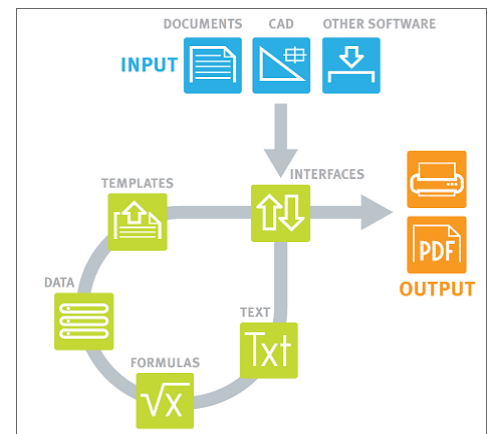 DOCUMENTS CAD OTHER SOFTWARE
INPUT
INTERFACES
TEMPLATES
PDF
OUTPUT
DATA
TEXT
Txt
FORMULAS
√x